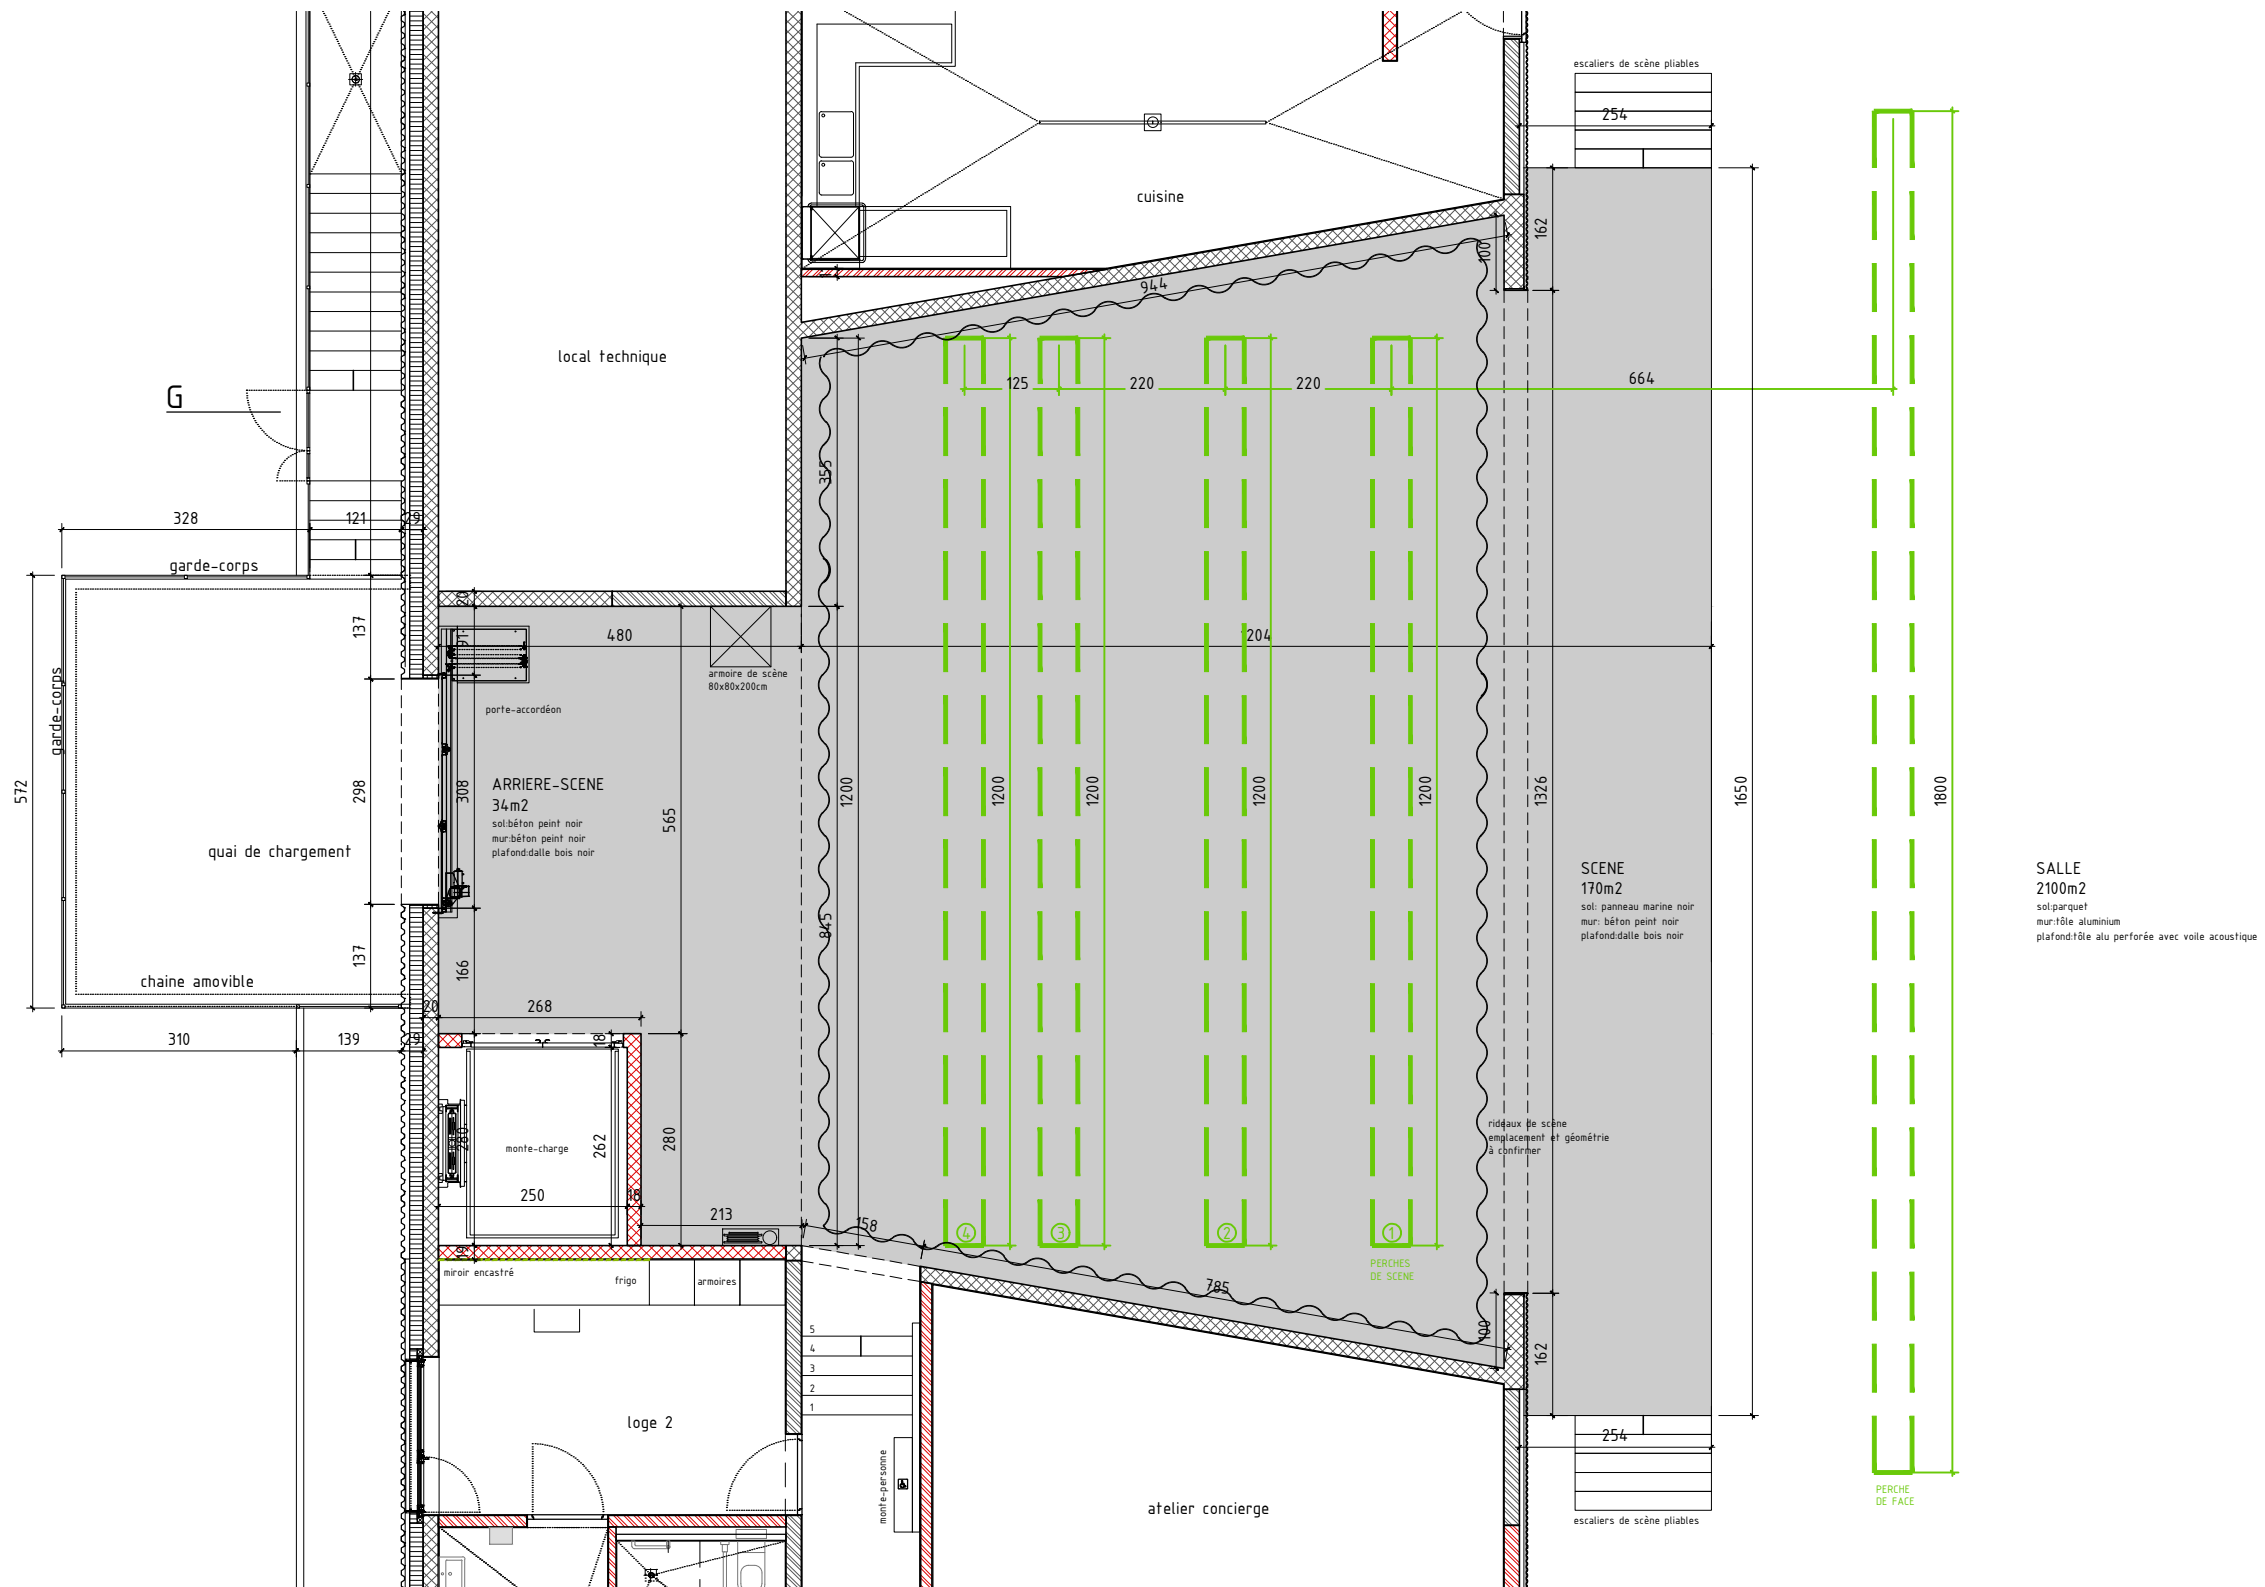 escaliers de scène pliables
254
cuisine
162
100
11
944
local technique
125
220
220
664
G
355
328
121
29
garde-corps
20
137
91
480
1204
armoire de scène
80x80x200cm
garde-corps
porte-accordéon
572
298
308
ARRIERE-SCENE
34m2
sol:béton peint noir
mur:béton peint noir
plafond:dalle bois noir
565
1200
1200
1200
1200
1200
1326
1650
1800
quai de chargement
SCENE
170m2
sol: panneau marine noir
mur: béton peint noir
plafond:dalle bois noir
SALLE
2100m2
sol:parquet
mur:tôle aluminium
plafond:tôle alu perforée avec voile acoustique
845
137
166
chaine amovible
20
268
310
139
29
18
280
monte-charge
262
280
rideaux de scène
emplacement et géométrie
à confirmer
250
18
213
158
4
3
2
1
19
miroir encastré
frigo
armoires
PERCHES
DE SCENE
785
100
162
5
4
3
2
1
loge 2
monte-personne
254
atelier concierge
PERCHE
DE FACE
escaliers de scène pliables